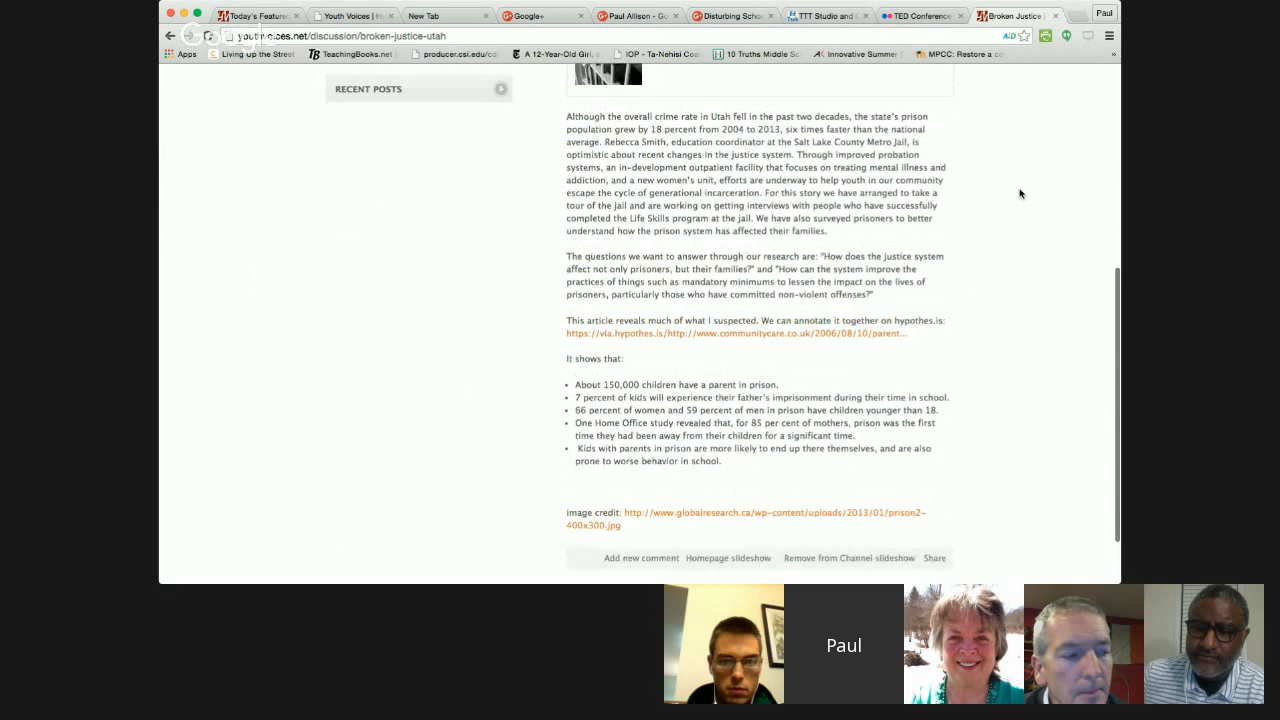 Today's Feature
Youth Voices | H
New Tab
Google+
Paul Allison - Go
Disturbing Scho
TTT Studio and
TED Conference
Broken Justice |
Paul
youthvoices.net/discussion/broken-justice-utah
Google
Apps
Living up the Street
TeachingBooks.net
producer.csi.edu/cd
A 12-Year-Old Girl,
IOP - Ta-Nehisi Coa
10 Truths Middle Sc
Innovative Summer
MPCC: Restore a co
»
RECENT POSTS
Although the overall crime rate in Utah fell in the past two decades, the state's prison
population grew by 18 percent from 2004 to 2013, six times faster than the national
average. Rebecca Smith, education coordinator at the Salt Lake County Metro Jail, is
optimistic about recent changes in the justice system. Through improved probation
systems, an in-development outpatient facility that focuses on treating mental illness and
addiction, and a new women's unit, efforts are underway to help youth in our community
escape the cycle of generational incarceration. For this story we have arranged to take a
tour of the jail and are working on getting interviews with people who have successfully
completed the Life Skills program at the jail. We have also surveyed prisoners to better
understand how the prison system has affected their families.
The questions we want to answer through our research are: "How does the justice system
affect not only prisoners, but their families?" and "How can the system improve the
practices of things such as mandatory minimums to lessen the impact on the lives of
prisoners, particularly those who have committed non-violent offenses?"
This article reveals much of what I suspected. We can annotate it together on hypothes.is:
https://via.hypothes.is/http://www.communitycare.co.uk/2006/08/10/parent...
It shows that:
• About 150,000 children have a parent in prison.
• 7 percent of kids will experience their father's imprisonment during their time in school.
• 66 percent of women and 59 percent of men in prison have children younger than 18.
• One Home Office study revealed that, for 85 per cent of mothers, prison was the first
time they had been away from their children for a significant time.
• Kids with parents in prison are more likely to end up there themselves, and are also
prone to worse behavior in school.
image credit: http://www.globalresearch.ca/wp-content/uploads/2013/01/prison2-
400x300.jpg
Add new comment Homepage slideshow Remove from Channel slideshow Share
Paul